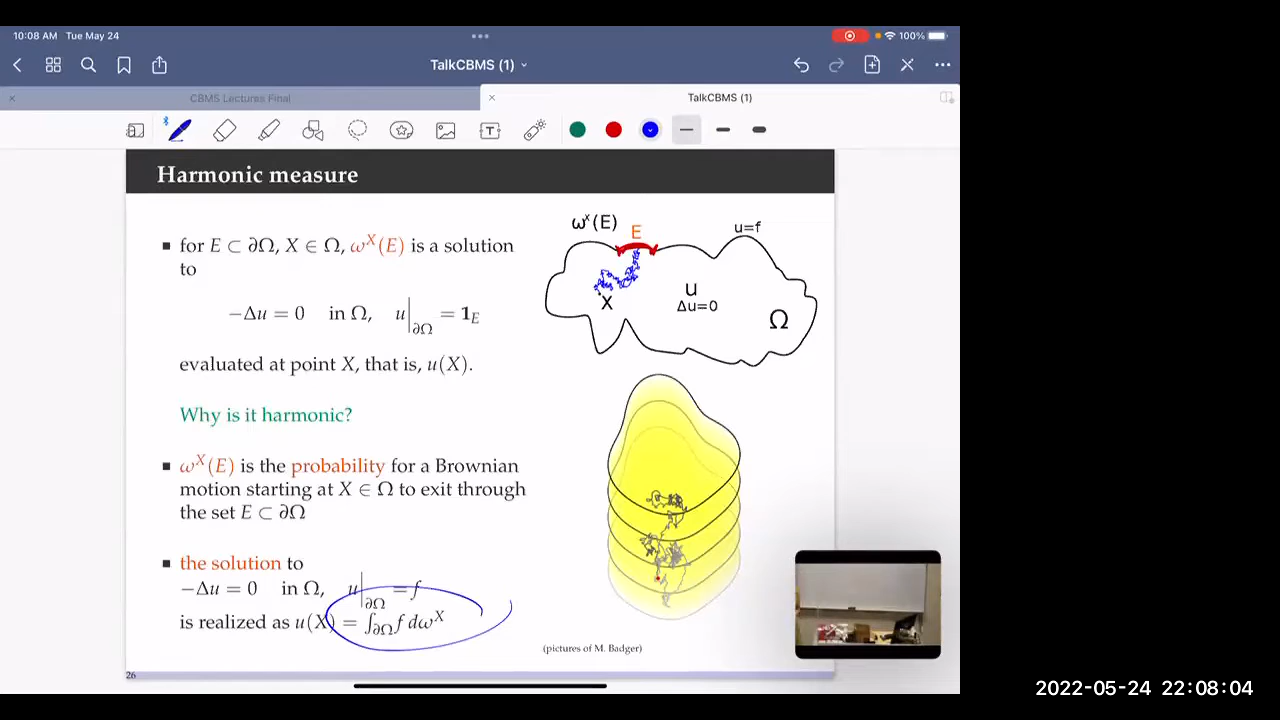 10:08 AM Tue May 24
100%
TalkCBMS (1)
CBMS Lectures Final
TalkCBMS (1)
Harmonic measure
for E ⊂ ∂Ω, X ∈ Ω, ω^X(E) is a solution
to
−Δu = 0 in Ω, u|∂Ω = 1_E
evaluated at point X, that is, u(X).
Why is it harmonic?
ω^X(E) is the probability for a Brownian
motion starting at X ∈ Ω to exit through
the set E ⊂ ∂Ω
the solution to
−Δu = 0 in Ω, u|∂Ω = f
is realized as u(X) = ∫∂Ω f dω^X
26
ω^x(E)
E
u=f
X
u
Δu=0
Ω
(pictures of M. Badger)
2022-05-24 22:08:04